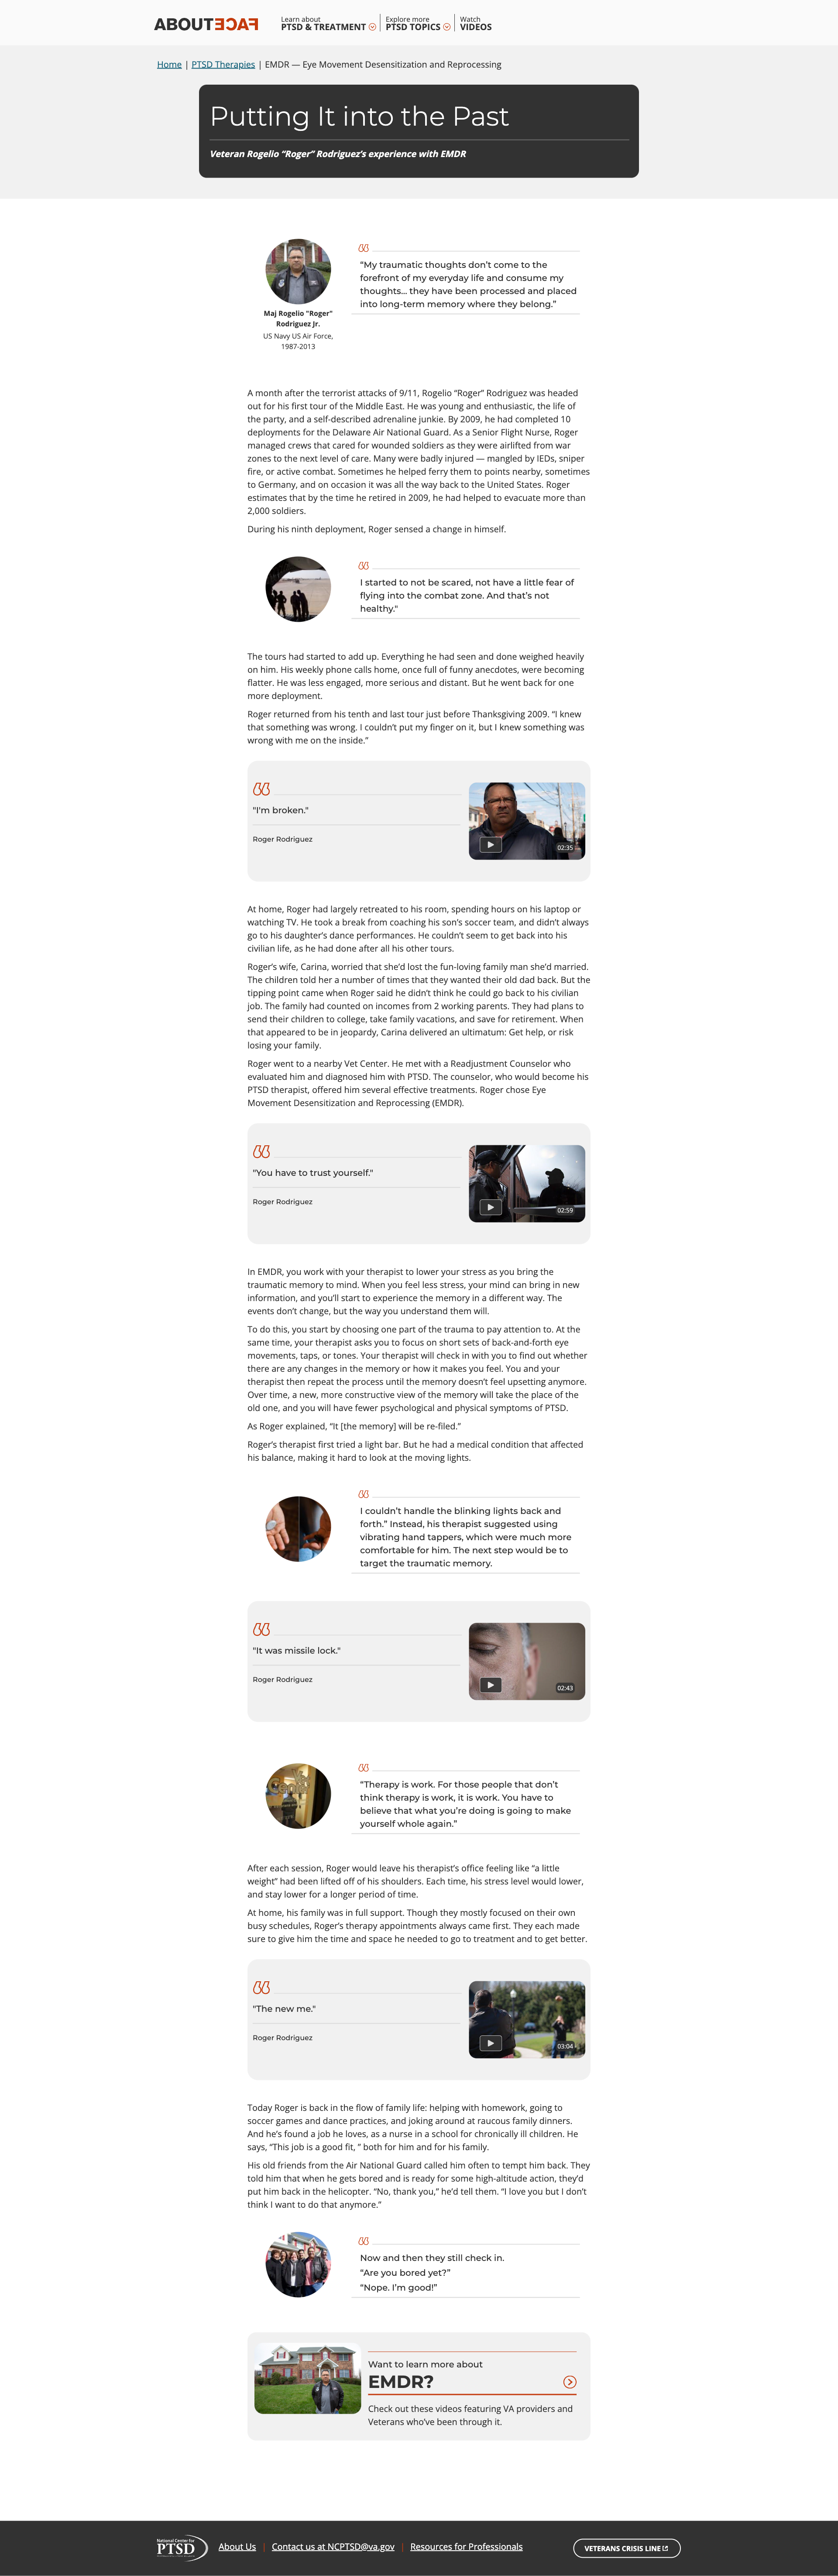 ABOUTFACE
Learn about
PTSD & TREATMENT
Explore more
PTSD TOPICS
Watch
VIDEOS
Home | PTSD Therapies | EMDR — Eye Movement Desensitization and Reprocessing
Putting It into the Past
Veteran Rogelio “Roger” Rodriguez’s experience with EMDR
Maj Rogelio "Roger"
Rodriguez Jr.
US Navy US Air Force,
1987-2013
“My traumatic thoughts don’t come to the
forefront of my everyday life and consume my
thoughts... they have been processed and placed
into long-term memory where they belong.”
A month after the terrorist attacks of 9/11, Rogelio “Roger” Rodriguez was headed
out for his first tour of the Middle East. He was young and enthusiastic, the life of
the party, and a self-described adrenaline junkie. By 2009, he had completed 10
deployments for the Delaware Air National Guard. As a Senior Flight Nurse, Roger
managed crews that cared for wounded soldiers as they were airlifted from war
zones to the next level of care. Many were badly injured — mangled by IEDs, sniper
fire, or active combat. Sometimes he helped ferry them to points nearby, sometimes
to Germany, and on occasion it was all the way back to the United States. Roger
estimates that by the time he retired in 2009, he had helped to evacuate more than
2,000 soldiers.
During his ninth deployment, Roger sensed a change in himself.
I started to not be scared, not have a little fear of
flying into the combat zone. And that’s not
healthy."
The tours had started to add up. Everything he had seen and done weighed heavily
on him. His weekly phone calls home, once full of funny anecdotes, were becoming
flatter. He was less engaged, more serious and distant. But he went back for one
more deployment.
Roger returned from his tenth and last tour just before Thanksgiving 2009. “I knew
that something was wrong. I couldn’t put my finger on it, but I knew something was
wrong with me on the inside.”
"I'm broken."
Roger Rodriguez
02:35
At home, Roger had largely retreated to his room, spending hours on his laptop or
watching TV. He took a break from coaching his son’s soccer team, and didn’t always
go to his daughter’s dance performances. He couldn’t seem to get back into his
civilian life, as he had done after all his other tours.
Roger’s wife, Carina, worried that she’d lost the fun-loving family man she’d married.
The children told her a number of times that they wanted their old dad back. But the
tipping point came when Roger said he didn’t think he could go back to his civilian
job. The family had counted on incomes from 2 working parents. They had plans to
send their children to college, take family vacations, and save for retirement. When
that appeared to be in jeopardy, Carina delivered an ultimatum: Get help, or risk
losing your family.
Roger went to a nearby Vet Center. He met with a Readjustment Counselor who
evaluated him and diagnosed him with PTSD. The counselor, who would become his
PTSD therapist, offered him several effective treatments. Roger chose Eye
Movement Desensitization and Reprocessing (EMDR).
"You have to trust yourself."
Roger Rodriguez
02:59
In EMDR, you work with your therapist to lower your stress as you bring the
traumatic memory to mind. When you feel less stress, your mind can bring in new
information, and you’ll start to experience the memory in a different way. The
events don’t change, but the way you understand them will.
To do this, you start by choosing one part of the trauma to pay attention to. At the
same time, your therapist asks you to focus on short sets of back-and-forth eye
movements, taps, or tones. Your therapist will check in with you to find out whether
there are any changes in the memory or how it makes you feel. You and your
therapist then repeat the process until the memory doesn’t feel upsetting anymore.
Over time, a new, more constructive view of the memory will take the place of the
old one, and you will have fewer psychological and physical symptoms of PTSD.
As Roger explained, “It [the memory] will be re-filed.”
Roger’s therapist first tried a light bar. But he had a medical condition that affected
his balance, making it hard to look at the moving lights.
I couldn’t handle the blinking lights back and
forth.” Instead, his therapist suggested using
vibrating hand tappers, which were much more
comfortable for him. The next step would be to
target the traumatic memory.
"It was missile lock."
Roger Rodriguez
02:43
“Therapy is work. For those people that don’t
think therapy is work, it is work. You have to
believe that what you’re doing is going to make
yourself whole again.”
After each session, Roger would leave his therapist’s office feeling like “a little
weight” had been lifted off of his shoulders. Each time, his stress level would lower,
and stay lower for a longer period of time.
At home, his family was in full support. Though they mostly focused on their own
busy schedules, Roger’s therapy appointments always came first. They each made
sure to give him the time and space he needed to go to treatment and to get better.
"The new me."
Roger Rodriguez
03:04
Today Roger is back in the flow of family life: helping with homework, going to
soccer games and dance practices, and joking around at raucous family dinners.
And he’s found a job he loves, as a nurse in a school for chronically ill children. He
says, “This job is a good fit, ” both for him and for his family.
His old friends from the Air National Guard called him often to tempt him back. They
told him that when he gets bored and is ready for some high-altitude action, they’d
put him back in the helicopter. “No, thank you,” he’d tell them. “I love you but I don’t
think I want to do that anymore.”
Now and then they still check in.
“Are you bored yet?”
“Nope. I’m good!”
Want to learn more about
EMDR?
Check out these videos featuring VA providers and
Veterans who’ve been through it.
National Center for
PTSD
About Us | Contact us at NCPTSD@va.gov | Resources for Professionals
VETERANS CRISIS LINE